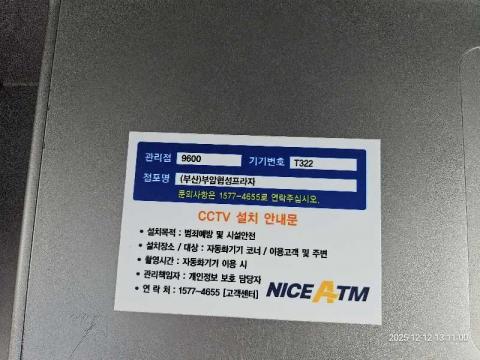 관리점 9600 기기번호 T322
점포명 (부산)부암협성프라자
문의사항은 1577-4655로 연락주십시오.
CCTV 설치 안내문
• 설치목적 : 범죄예방 및 시설안전
• 설치장소 / 대상 : 자동화기기 코너 / 이용고객 및 주변
• 촬영시간 : 자동화기기 이용 시
• 관리책임자 : 개인정보 보호 담당자
• 연 락 처 : 1577-4655 [고객센터]
NICE ATM
2025-12-12 13:11:00